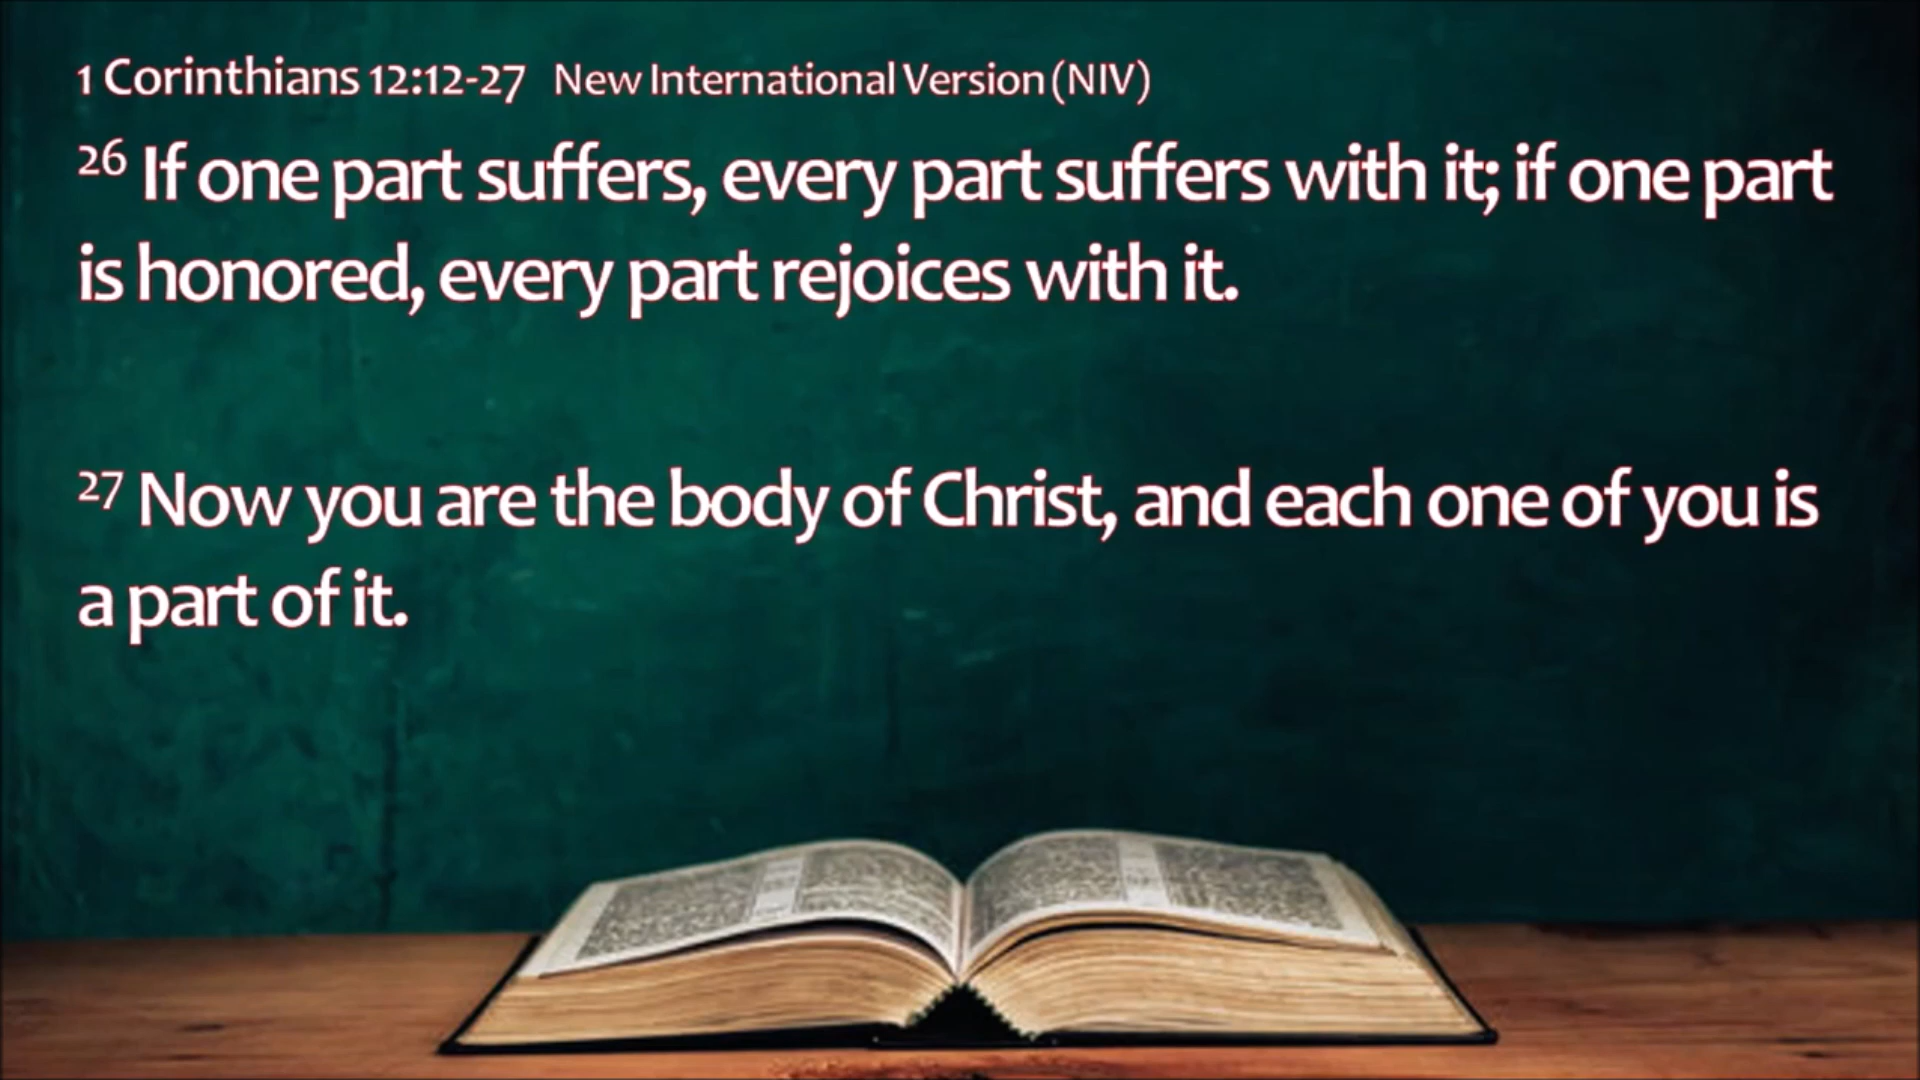 1 Corinthians 12:12-27 New International Version (NIV)
26 If one part suffers, every part suffers with it; if one part
is honored, every part rejoices with it.
27 Now you are the body of Christ, and each one of you is
a part of it.